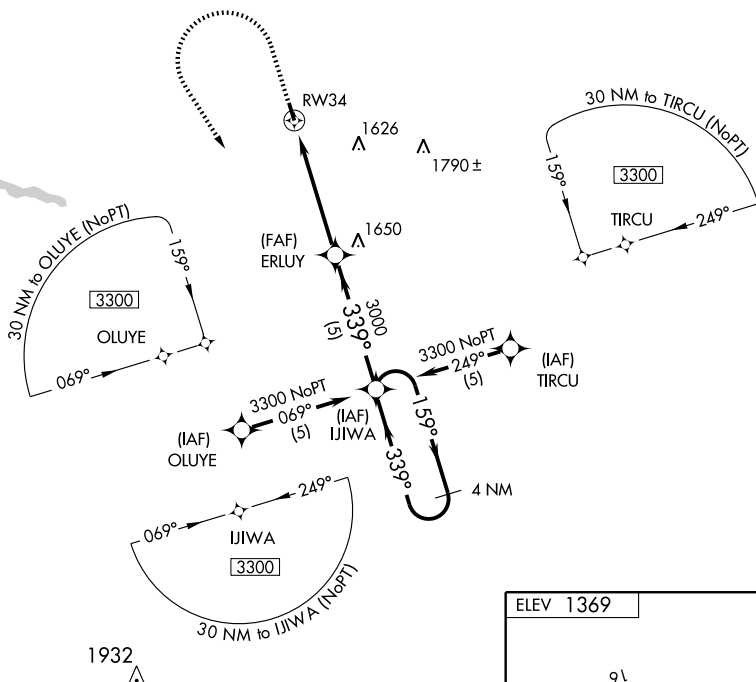 RW34
1626
1790 ±
30 NM to TIRCU (NoPT)
159°
3300
TIRCU
249°
30 NM to OLUYE (NoPT)
159°
3300
OLUYE
069°
(FAF)
ERLUY
1650
339°
3000
(5)
3300 NoPT
249°
(5)
(IAF)
TIRCU
3300 NoPT
069°
(5)
(IAF)
OLUYE
(IAF)
IJIWA
159°
339°
4 NM
069°
249°
IJIWA
3300
30 NM to IJIWA (NoPT)
1932
ELEV 1369
16